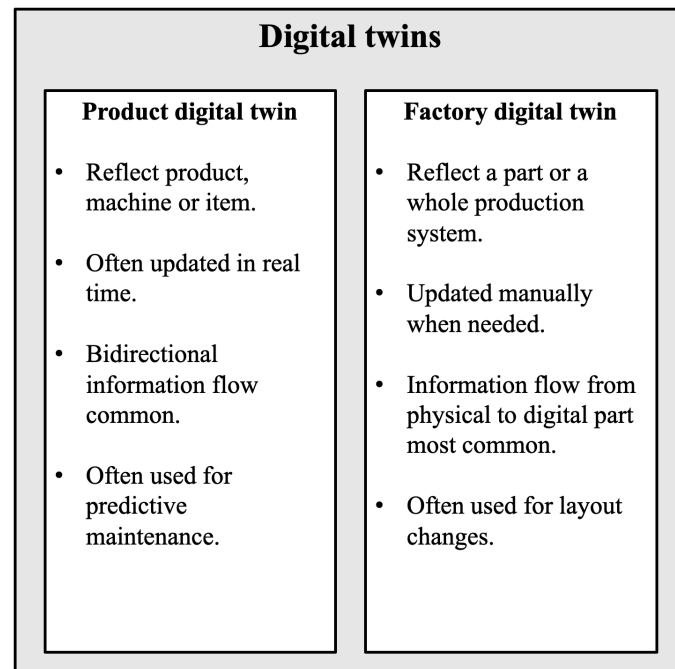 Digital twins
Product digital twin
• Reflect product,
machine or item.
• Often updated in real
time.
• Bidirectional
information flow
common.
• Often used for
predictive
maintenance.
Factory digital twin
• Reflect a part or a
whole production
system.
• Updated manually
when needed.
• Information flow from
physical to digital part
most common.
• Often used for layout
changes.